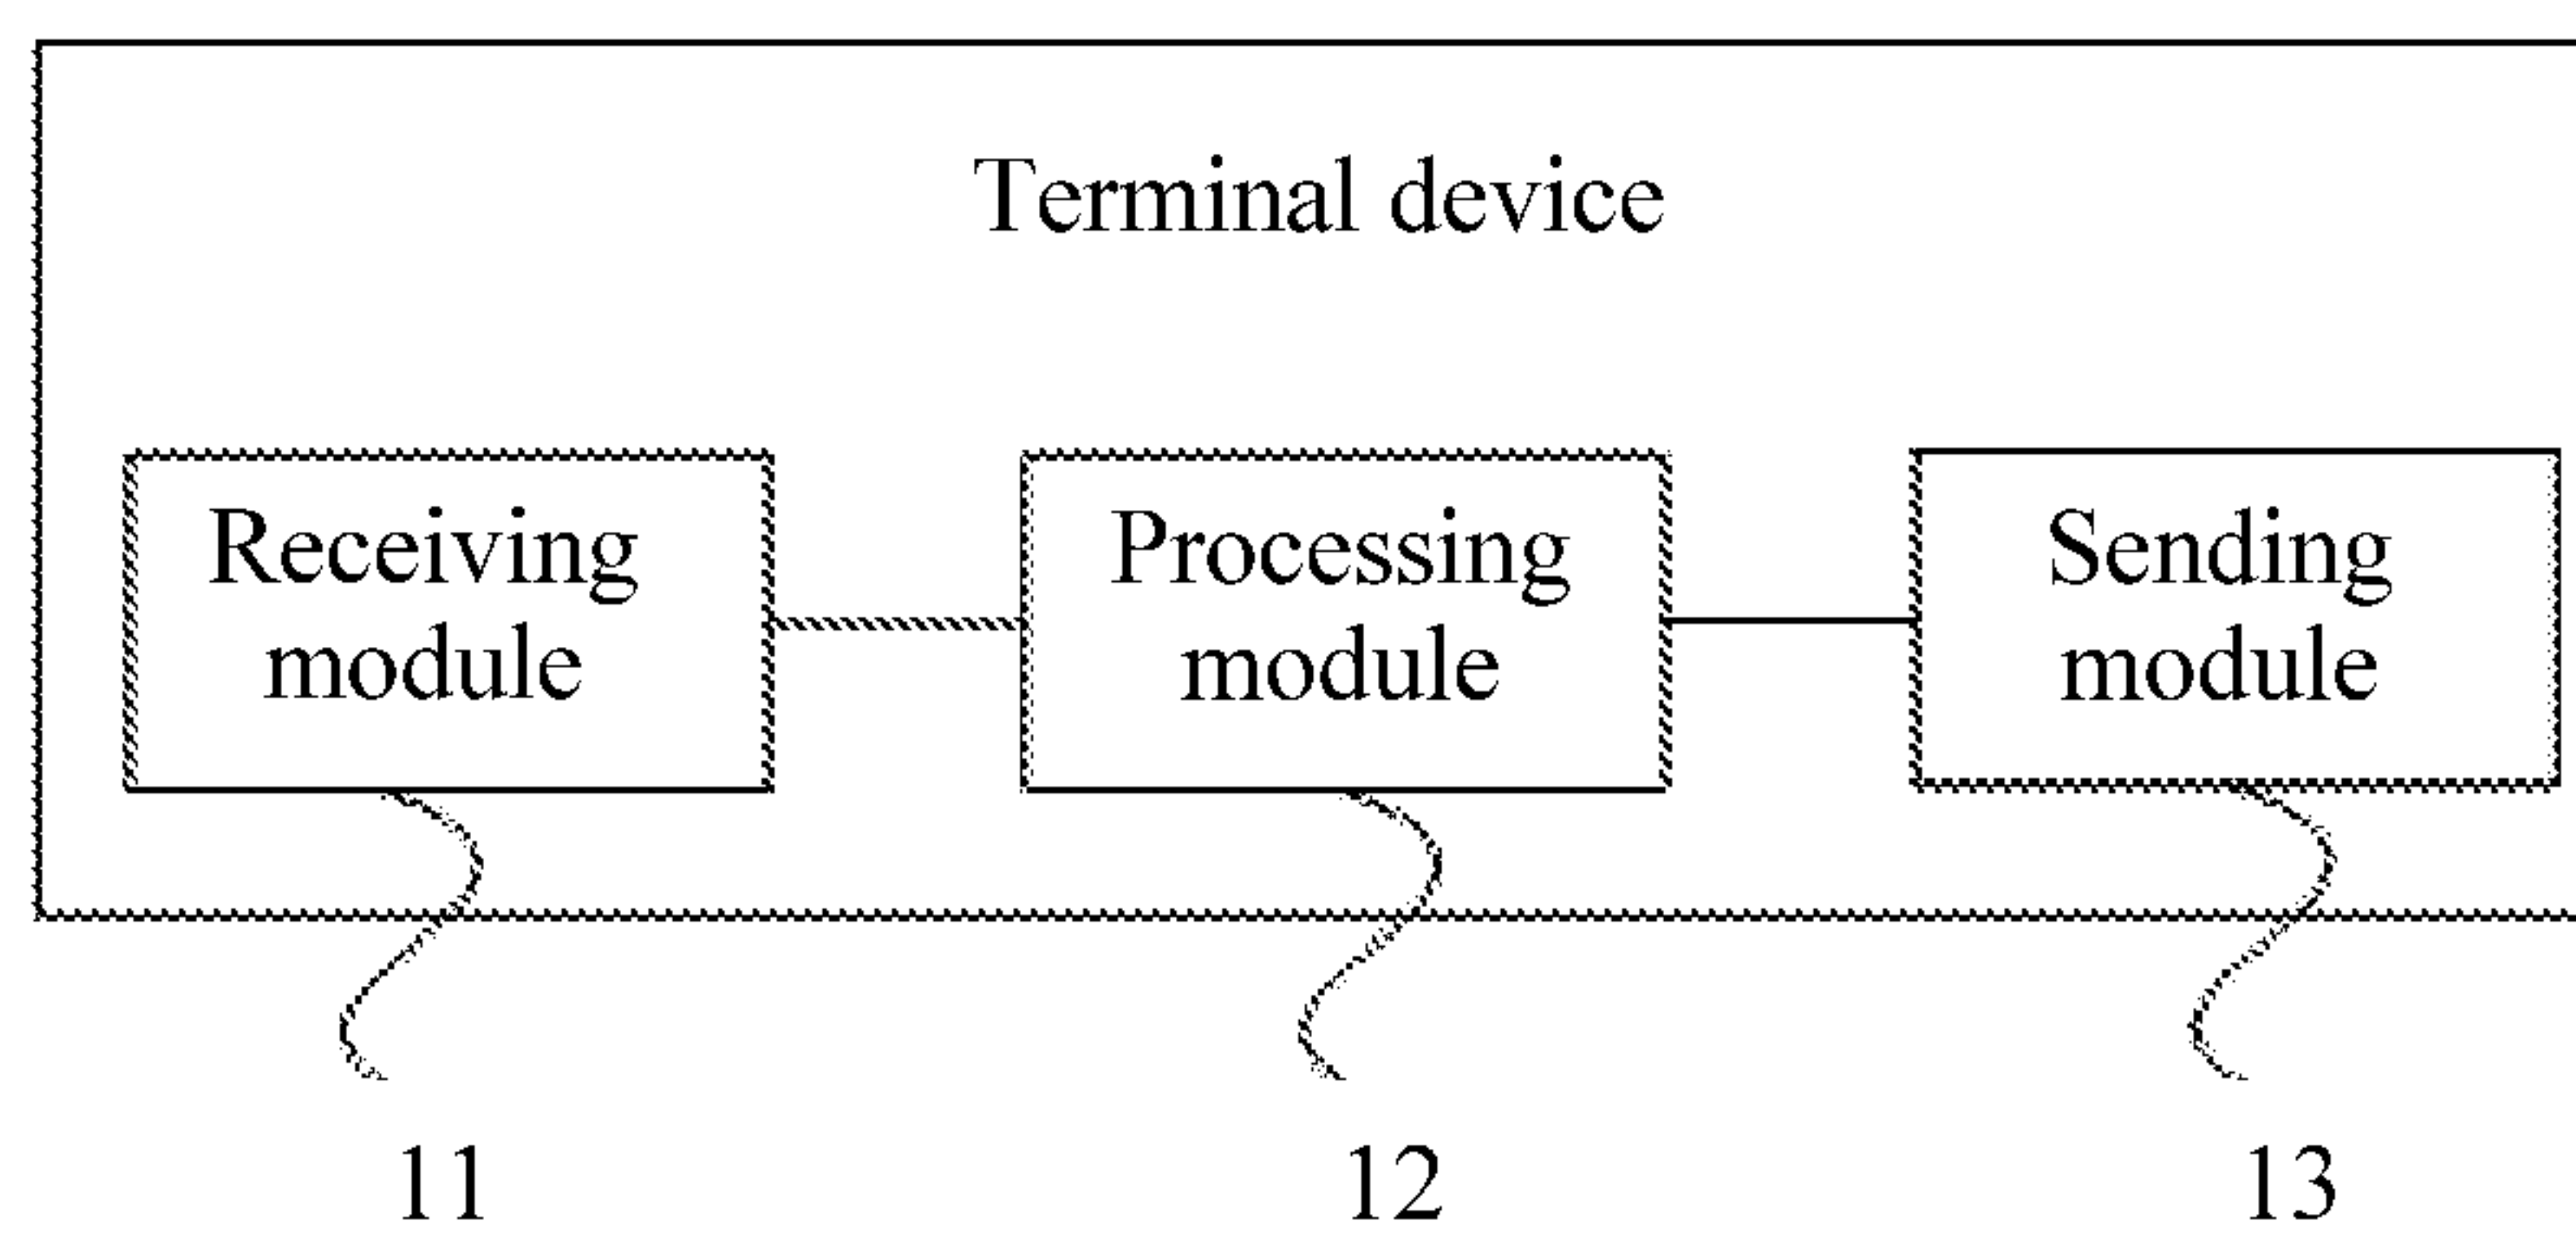 Terminal device
Receiving
module
Processing
module
Sending
module
11
12
13